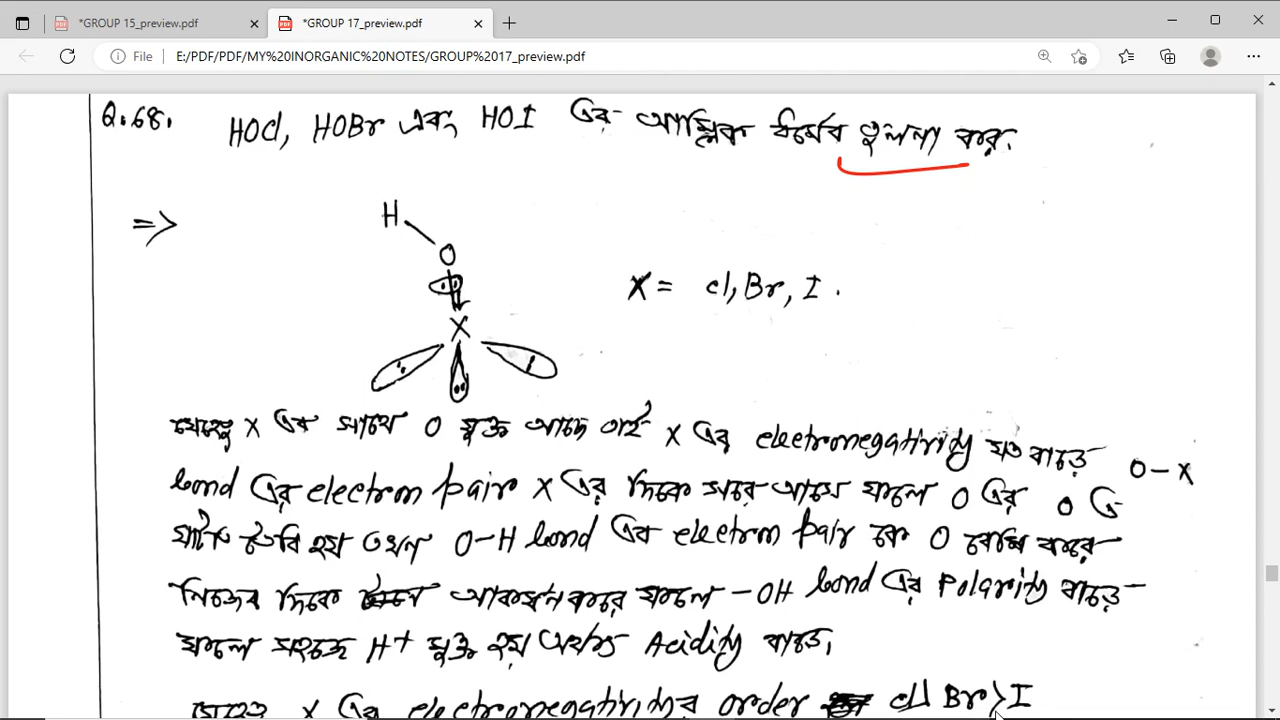 *GROUP 15_preview.pdf
*GROUP 17_preview.pdf
File E:/PDF/PDF/MY%20INORGANIC%20NOTES/GROUP%2017_preview.pdf
Q.68. HOCl, HOBr এবং HOI এর আম্লিক ধর্মের তুলনা কর.
=>
H
O
X
X = Cl, Br, I.
যেহেতু X এর সাথে O যুক্ত আছে তাই X এর electronegativity যত বাড়ে O-X
bond এর electron pair X এর দিকে সরে আসে ফলে O এর O এ
ঘাটতি তৈরি হয় তখন O-H bond এর electron pair কে O বেশি করে
নিজের দিকে আকর্ষন করে ফলে -OH bond এর Polarity বাড়ে
ফলে সহজে H+ মুক্ত হয় অর্থাৎ Acidity বাড়ে,
যেহেতু X এর electronegativity order Cl> Br>I